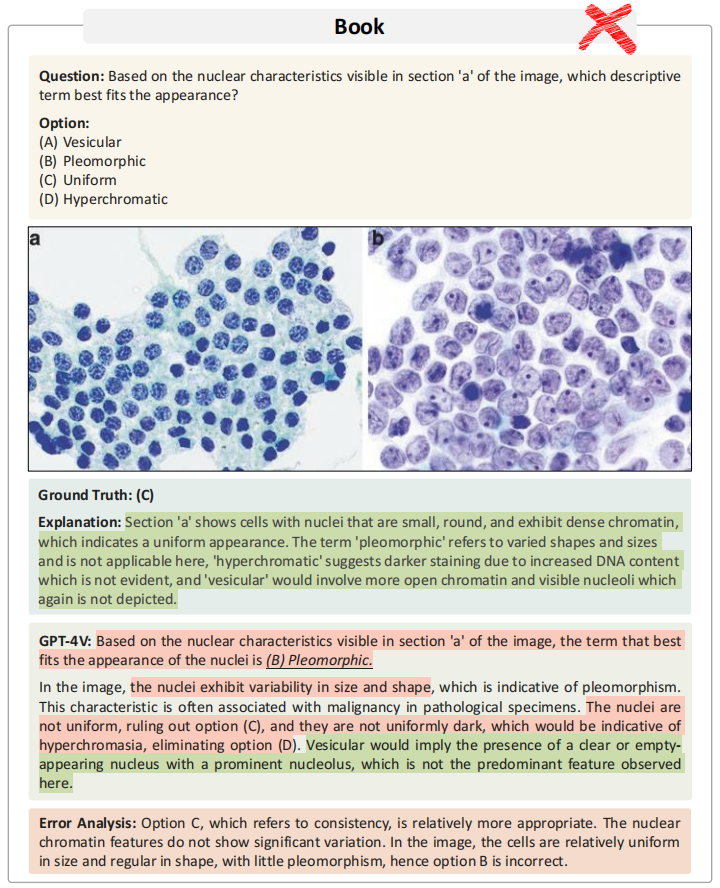 Book
Question: Based on the nuclear characteristics visible in section 'a' of the image, which descriptive
term best fits the appearance?
Option:
(A) Vesicular
(B) Pleomorphic
(C) Uniform
(D) Hyperchromatic
a
b
Ground Truth: (C)
Explanation: Section 'a' shows cells with nuclei that are small, round, and exhibit dense chromatin,
which indicates a uniform appearance. The term 'pleomorphic' refers to varied shapes and sizes
and is not applicable here, 'hyperchromatic' suggests darker staining due to increased DNA content
which is not evident, and 'vesicular' would involve more open chromatin and visible nucleoli which
again is not depicted.
GPT-4V: Based on the nuclear characteristics visible in section 'a' of the image, the term that best
fits the appearance of the nuclei is (B) Pleomorphic.
In the image, the nuclei exhibit variability in size and shape, which is indicative of pleomorphism.
This characteristic is often associated with malignancy in pathological specimens. The nuclei are
not uniform, ruling out option (C), and they are not uniformly dark, which would be indicative of
hyperchromasia, eliminating option (D). Vesicular would imply the presence of a clear or empty-
appearing nucleus with a prominent nucleolus, which is not the predominant feature observed
here.
Error Analysis: Option C, which refers to consistency, is relatively more appropriate. The nuclear
chromatin features do not show significant variation. In the image, the cells are relatively uniform
in size and regular in shape, with little pleomorphism, hence option B is incorrect.